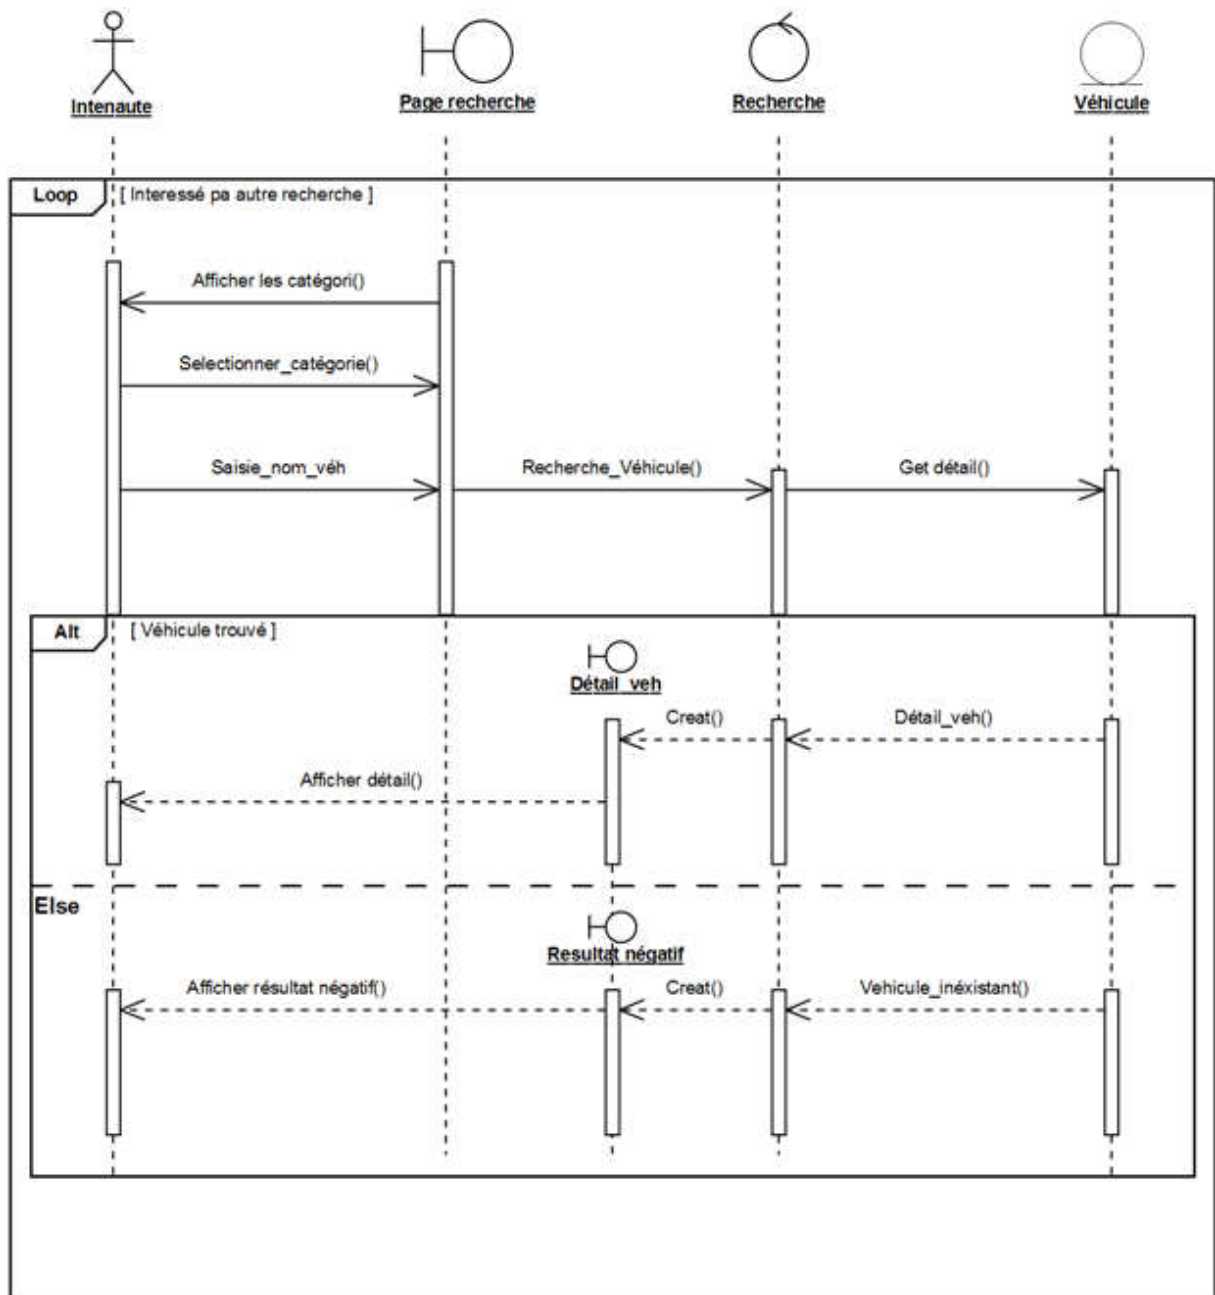 Intenaute
Page recherche
Recherche
Véhicule
Loop
[ Interessé pa autre recherche ]
Afficher les catégori()
Selectionner_catégorie()
Saisie_nom_véh
Recherche_Véhicule()
Get détail()
Alt
[ Véhicule trouvé ]
Détail_veh
Creat()
Détail_veh()
Afficher détail()
Else
Resultat négatif
Afficher résultat négatif()
Creat()
Vehicule_inéxistant()